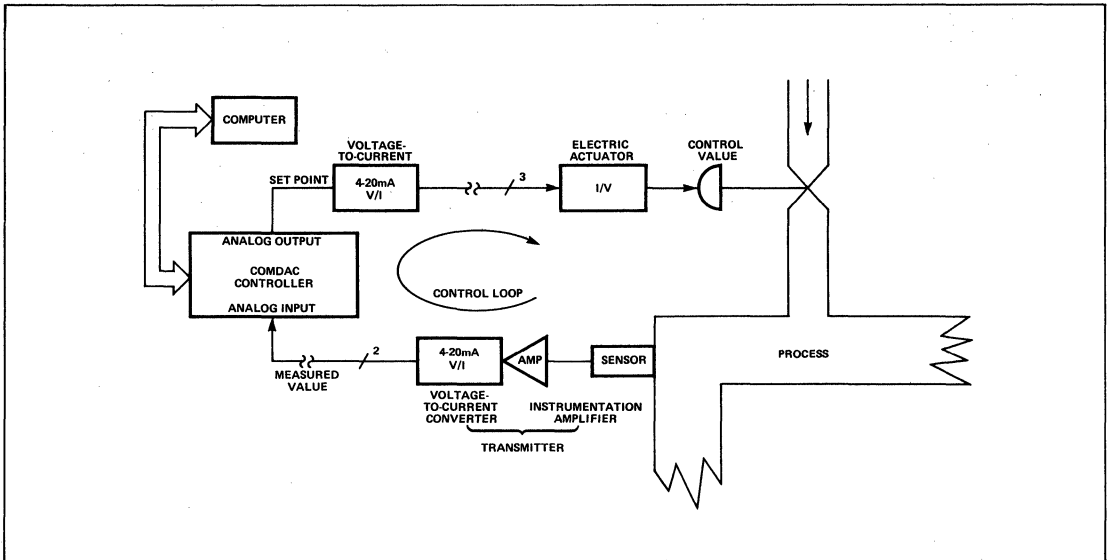 COMPUTER
VOLTAGE-
TO-CURRENT
SET POINT
4-20mA
V/I
3
ELECTRIC
ACTUATOR
I/V
CONTROL
VALUE
ANALOG OUTPUT
COMDAC
CONTROLLER
ANALOG INPUT
CONTROL LOOP
MEASURED
VALUE
2
4-20mA
V/I
AMP
SENSOR
PROCESS
VOLTAGE-
TO-CURRENT
CONVERTER
INSTRUMENTATION
AMPLIFIER
TRANSMITTER